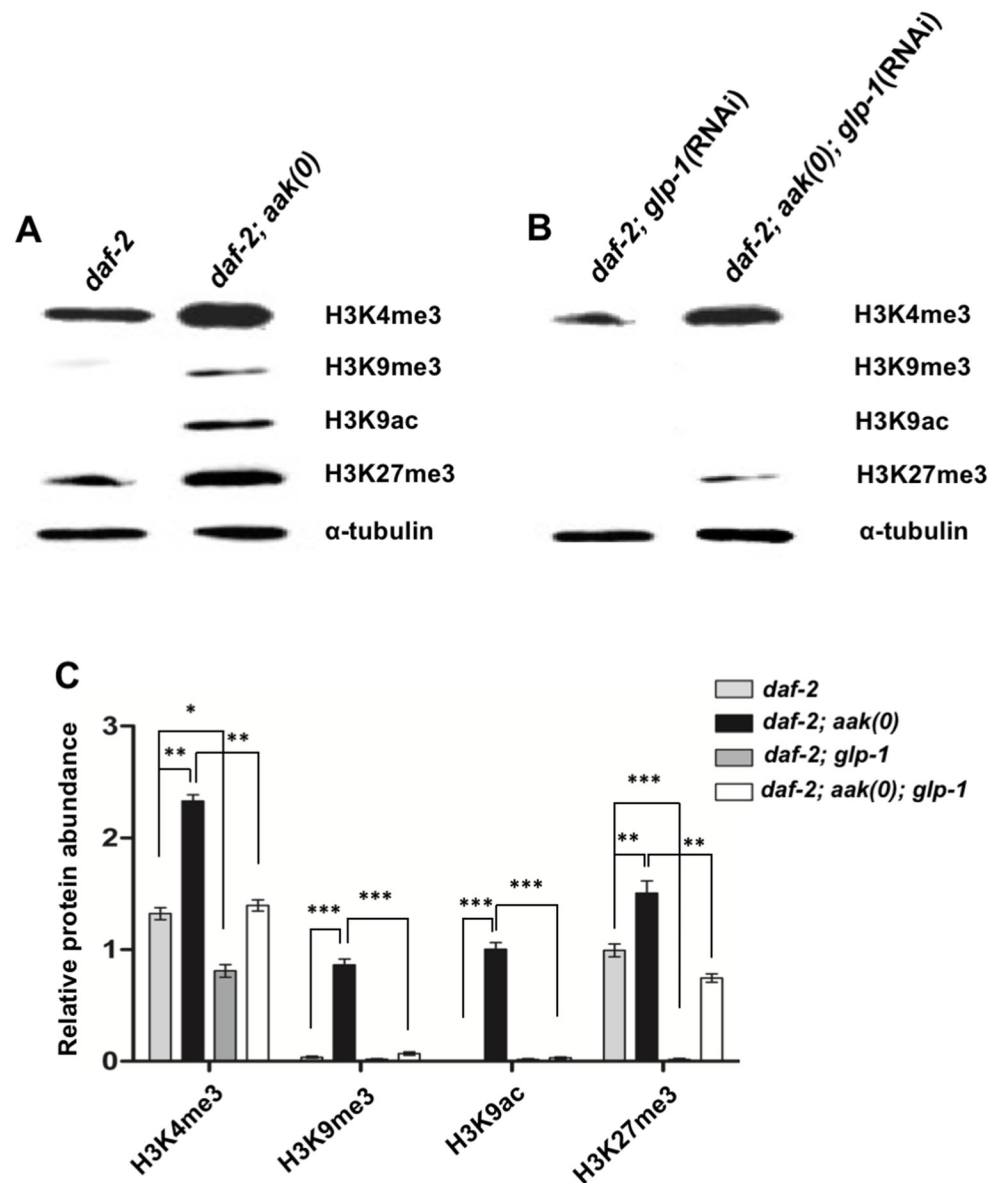 A
daf-2
daf-2; aak(0)
H3K4me3
H3K9me3
H3K9ac
H3K27me3
α-tubulin
B
daf-2; glp-1(RNAi)
daf-2; aak(0); glp-1(RNAi)
H3K4me3
H3K9me3
H3K9ac
H3K27me3
α-tubulin
C
daf-2
daf-2; aak(0)
daf-2; glp-1
daf-2; aak(0); glp-1
Relative protein abundance
3
2
1
0
*
** **
*** ***
*** ***
***
** **
H3K4me3
H3K9me3
H3K9ac
H3K27me3